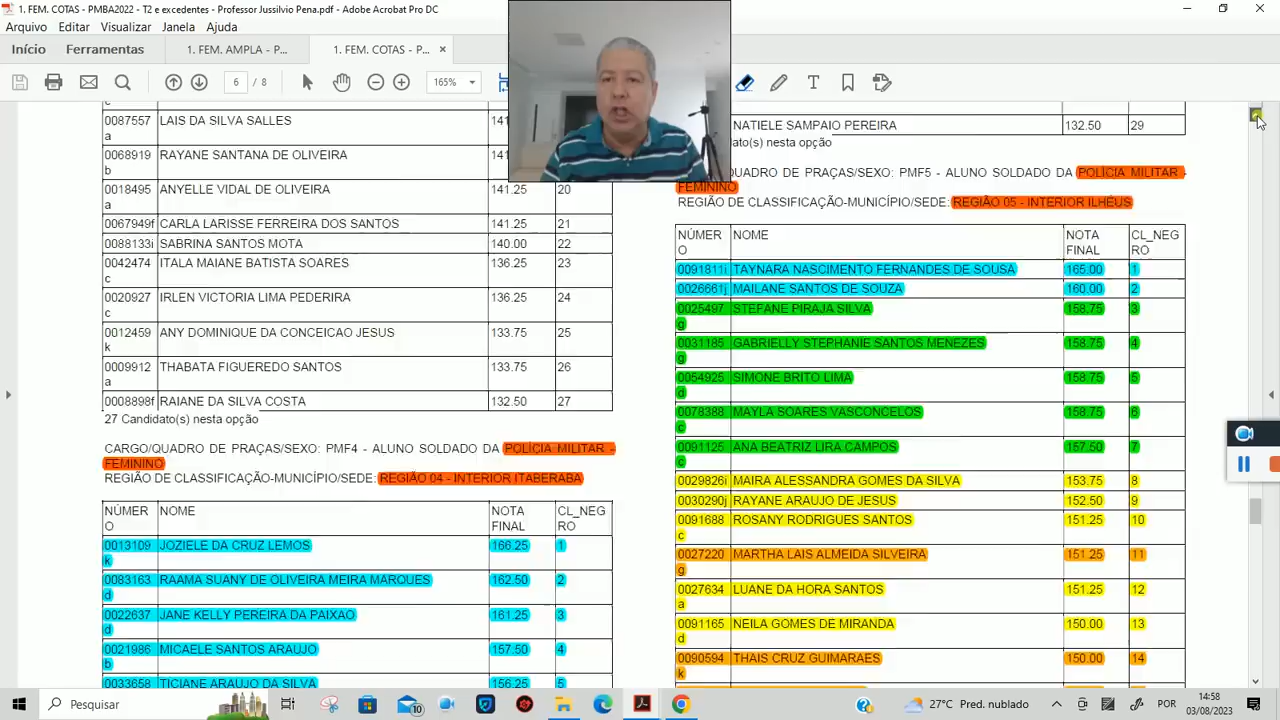 1. FEM. COTAS - PMBA2022 - T2 e excedentes - Professor Jussilvio Pena.pdf - Adobe Acrobat Pro DC
Arquivo Editar Visualizar Janela Ajuda
Início Ferramentas 1. FEM. AMPLA - P... 1. FEM. COTAS - P... ×
6 / 8 165%
c
0087557 LAIS DA SILVA SALLES 141
a
0068919 RAYANE SANTANA DE OLIVEIRA 141
b
0018495 ANYELLE VIDAL DE OLIVEIRA 141.25 20
a
0067949f CARLA LARISSE FERREIRA DOS SANTOS 141.25 21
0088133i SABRINA SANTOS MOTA 140.00 22
0042474 ITALA MAIANE BATISTA SOARES 136.25 23
c
0020927 IRLEN VICTORIA LIMA PEDERIRA 136.25 24
c
0012459 ANY DOMINIQUE DA CONCEICAO JESUS 133.75 25
k
0009912 THABATA FIGUEREDO SANTOS 133.75 26
a
0008898f RAIANE DA SILVA COSTA 132.50 27
27 Candidato(s) nesta opção
CARGO/QUADRO DE PRAÇAS/SEXO: PMF4 - ALUNO SOLDADO DA POLÍCIA MILITAR -
FEMININO
REGIÃO DE CLASSIFICAÇÃO-MUNICÍPIO/SEDE: REGIÃO 04 - INTERIOR ITABERABA
NÚMER NOME NOTA CL_NEG
O FINAL RO
0013109 JOZIELE DA CRUZ LEMOS 166.25 1
k
0083163 RAAMA SUANY DE OLIVEIRA MEIRA MARQUES 162.50 2
d
0022637 JANE KELLY PEREIRA DA PAIXAO 161.25 3
d
0021986 MICAELE SANTOS ARAUJO 157.50 4
b
0033658 TICIANE ARAUJO DA SILVA 156.25 5
NATIELE SAMPAIO PEREIRA 132.50 29
dato(s) nesta opção
QUADRO DE PRAÇAS/SEXO: PMF5 - ALUNO SOLDADO DA POLÍCIA MILITAR -
FEMININO
REGIÃO DE CLASSIFICAÇÃO-MUNICÍPIO/SEDE: REGIÃO 05 - INTERIOR ILHÉUS
NÚMER NOME NOTA CL_NEG
O FINAL RO
0091811i TAYNARA NASCIMENTO FERNANDES DE SOUSA 165.00 1
0026661j MAILANE SANTOS DE SOUZA 160.00 2
0025497 STEFANE PIRAJA SILVA 158.75 3
g
0031185 GABRIELLY STEPHANIE SANTOS MENEZES 158.75 4
g
0054925 SIMONE BRITO LIMA 158.75 5
d
0078388 MAYLA SOARES VASCONCELOS 158.75 6
c
0091125 ANA BEATRIZ LIRA CAMPOS 157.50 7
c
0029826i MAIRA ALESSANDRA GOMES DA SILVA 153.75 8
0030290j RAYANE ARAUJO DE JESUS 152.50 9
0091688 ROSANY RODRIGUES SANTOS 151.25 10
c
0027220 MARTHA LAIS ALMEIDA SILVEIRA 151.25 11
g
0027634 LUANE DA HORA SANTOS 151.25 12
a
0091165 NEILA GOMES DE MIRANDA 150.00 13
d
0090594 THAIS CRUZ GUIMARAES 150.00 14
k
Pesquisar 10 27°C Pred. nublado POR 14:58
03/08/2023